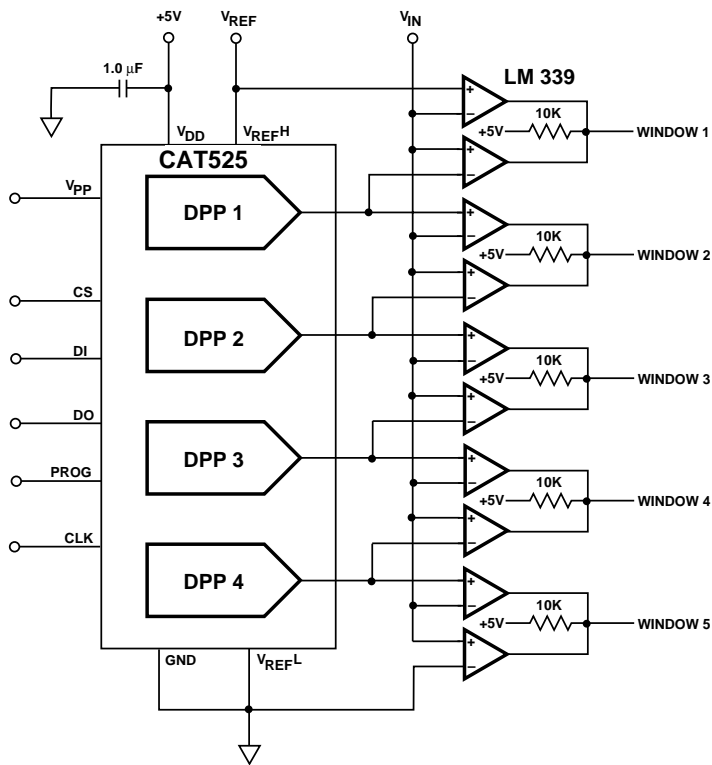 +5V
VREF
VIN
1.0 μF
LM 339
VDD
VREFH
CAT525
+
−
10K
+5V
WINDOW 1
+
−
VPP
DPP 1
+
−
10K
+5V
WINDOW 2
+
−
CS
DPP 2
DI
+
−
10K
+5V
WINDOW 3
+
−
DO
DPP 3
PROG
+
−
10K
+5V
WINDOW 4
+
−
CLK
DPP 4
+
−
10K
+5V
WINDOW 5
+
−
GND
VREFL